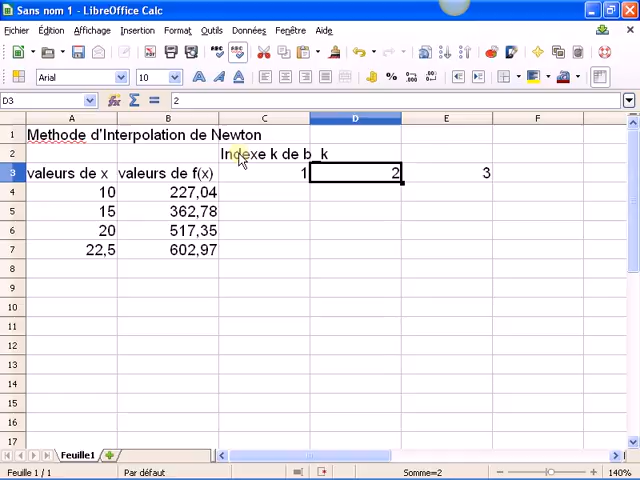 Sans nom 1 - LibreOffice Calc
Fichier Édition Affichage Insertion Format Outils Données Fenêtre Aide
Arial 10
D3 2
A B C D E F
1 Methode d'Interpolation de Newton
2 Indexe k de b_k
3 valeurs de x valeurs de f(x) 1 2 3
4 10 227,04
5 15 362,78
6 20 517,35
7 22,5 602,97
8
9
10
11
12
13
14
15
16
17
Feuille1
Feuille 1 / 1 Par défaut Somme=2 140%